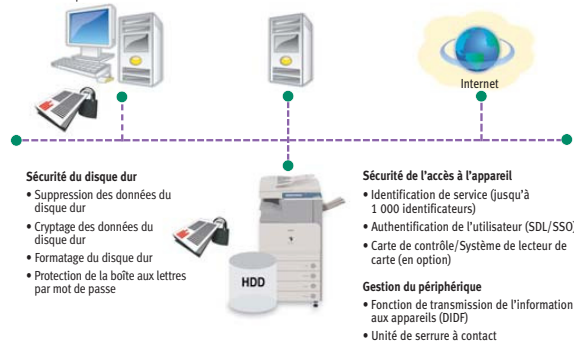 Internet
Sécurité du disque dur
• Suppression des données du
disque dur
• Cryptage des données du
disque dur
• Formatage du disque dur
• Protection de la boîte aux lettres
par mot de passe
HDD
Sécurité de l'accès à l'appareil
• Identification de service (jusqu'à
1 000 identificateurs)
• Authentification de l'utilisateur (SDL/SSO)
• Carte de contrôle/Système de lecteur de
carte (en option)
Gestion du périphérique
• Fonction de transmission de l'information
aux appareils (DIDF)
• Unité de serrure à contact